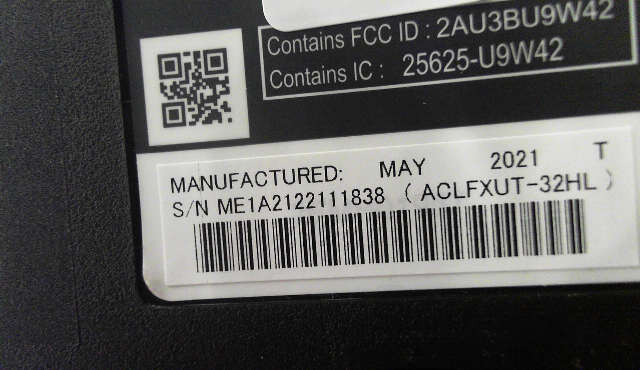 Contains FCC ID : 2AU3BU9W42
Contains IC : 25625-U9W42
MANUFACTURED: MAY 2021 T
S/N ME1A2122111838 ( ACLFXUT-32HL )